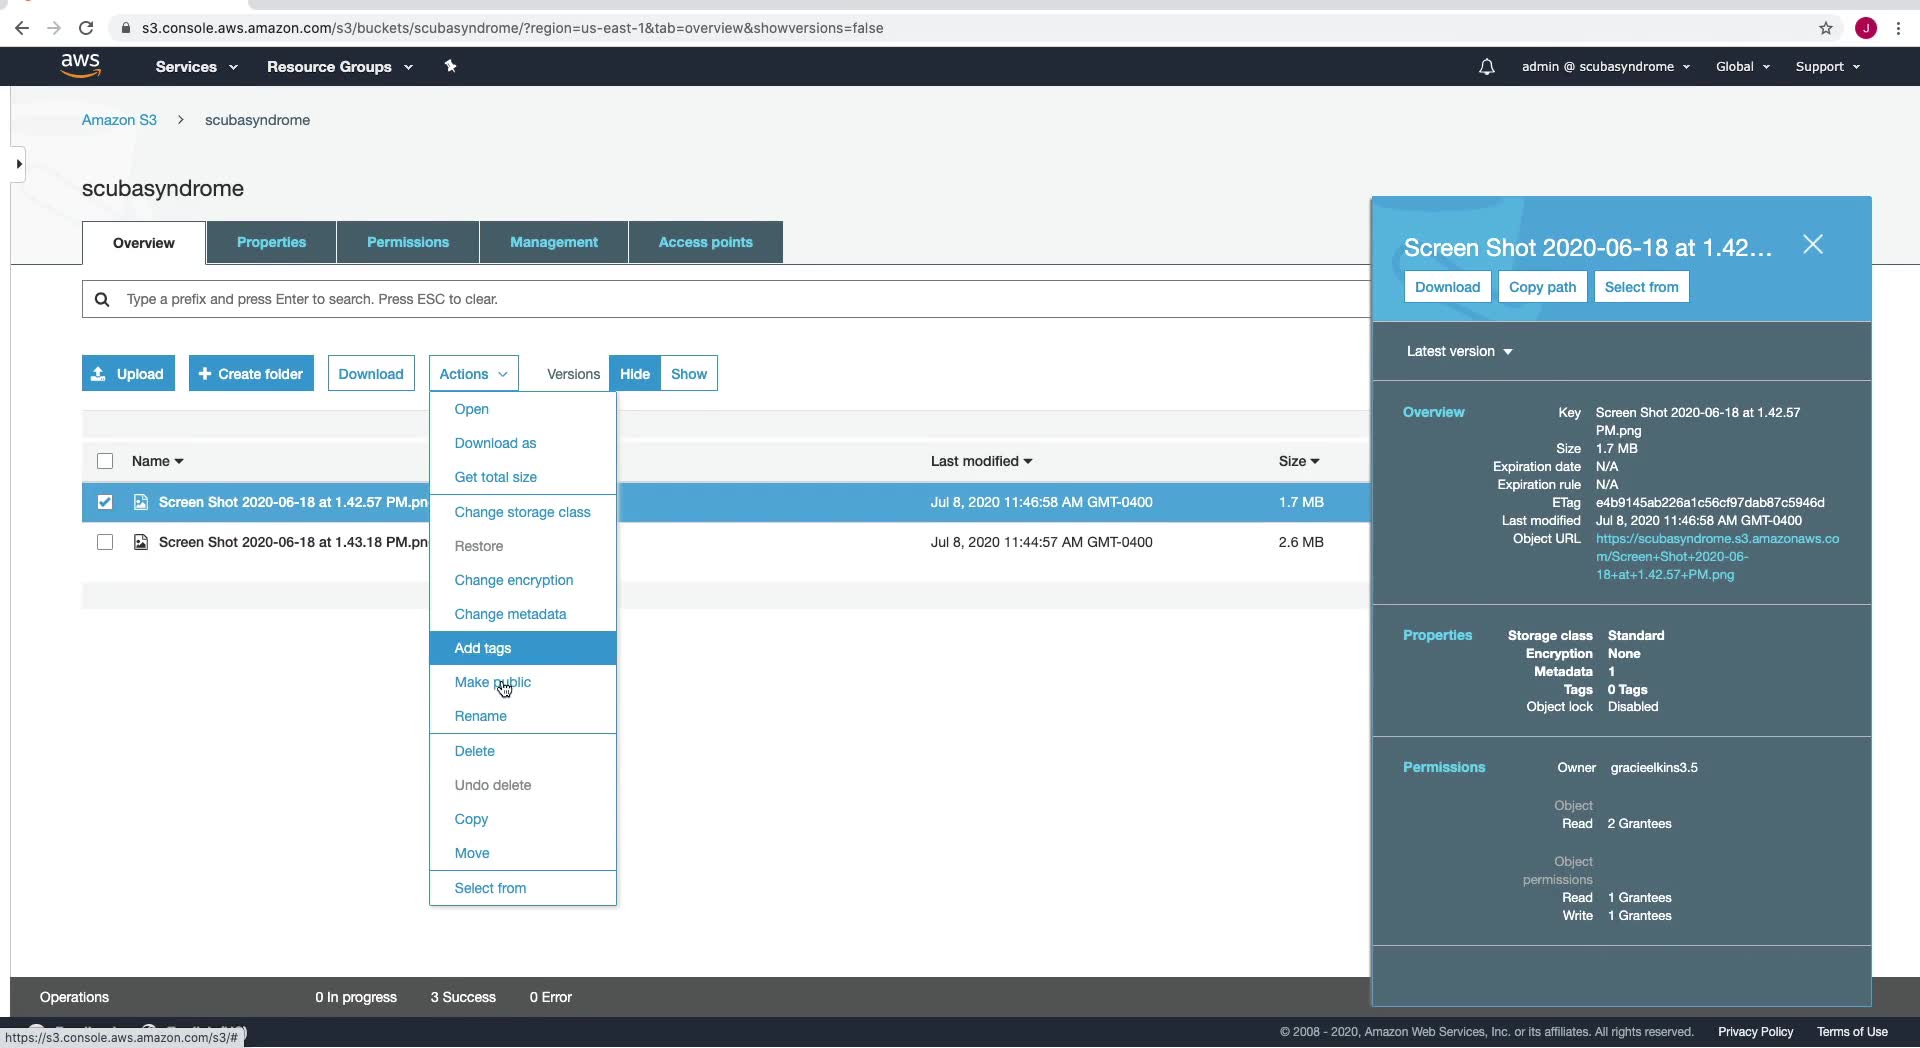 s3.console.aws.amazon.com/s3/buckets/scubasyndrome/?region=us-east-1&tab=overview&showversions=false
J
aws
Services
Resource Groups
admin @ scubasyndrome
Global
Support
Amazon S3 > scubasyndrome
scubasyndrome
Overview
Properties
Permissions
Management
Access points
Type a prefix and press Enter to search. Press ESC to clear.
Upload
+ Create folder
Download
Actions
Versions
Hide
Show
Open
Download as
Get total size
Change storage class
Restore
Change encryption
Change metadata
Add tags
Make public
Rename
Delete
Undo delete
Copy
Move
Select from
Name
Last modified
Size
Screen Shot 2020-06-18 at 1.42.57 PM.pn
Jul 8, 2020 11:46:58 AM GMT-0400
1.7 MB
Screen Shot 2020-06-18 at 1.43.18 PM.pn
Jul 8, 2020 11:44:57 AM GMT-0400
2.6 MB
Screen Shot 2020-06-18 at 1.42...
Download
Copy path
Select from
Latest version
Overview
Key Screen Shot 2020-06-18 at 1.42.57
PM.png
Size 1.7 MB
Expiration date N/A
Expiration rule N/A
ETag e4b9145ab226a1c56cf97dab87c5946d
Last modified Jul 8, 2020 11:46:58 AM GMT-0400
Object URL https://scubasyndrome.s3.amazonaws.co
m/Screen+Shot+2020-06-
18+at+1.42.57+PM.png
Properties
Storage class Standard
Encryption None
Metadata 1
Tags 0 Tags
Object lock Disabled
Permissions
Owner gracieelkins3.5
Object
Read 2 Grantees
Object
permissions
Read 1 Grantees
Write 1 Grantees
Operations
0 In progress
3 Success
0 Error
https://s3.console.aws.amazon.com/s3/#
© 2008 - 2020, Amazon Web Services, Inc. or its affiliates. All rights reserved.
Privacy Policy
Terms of Use